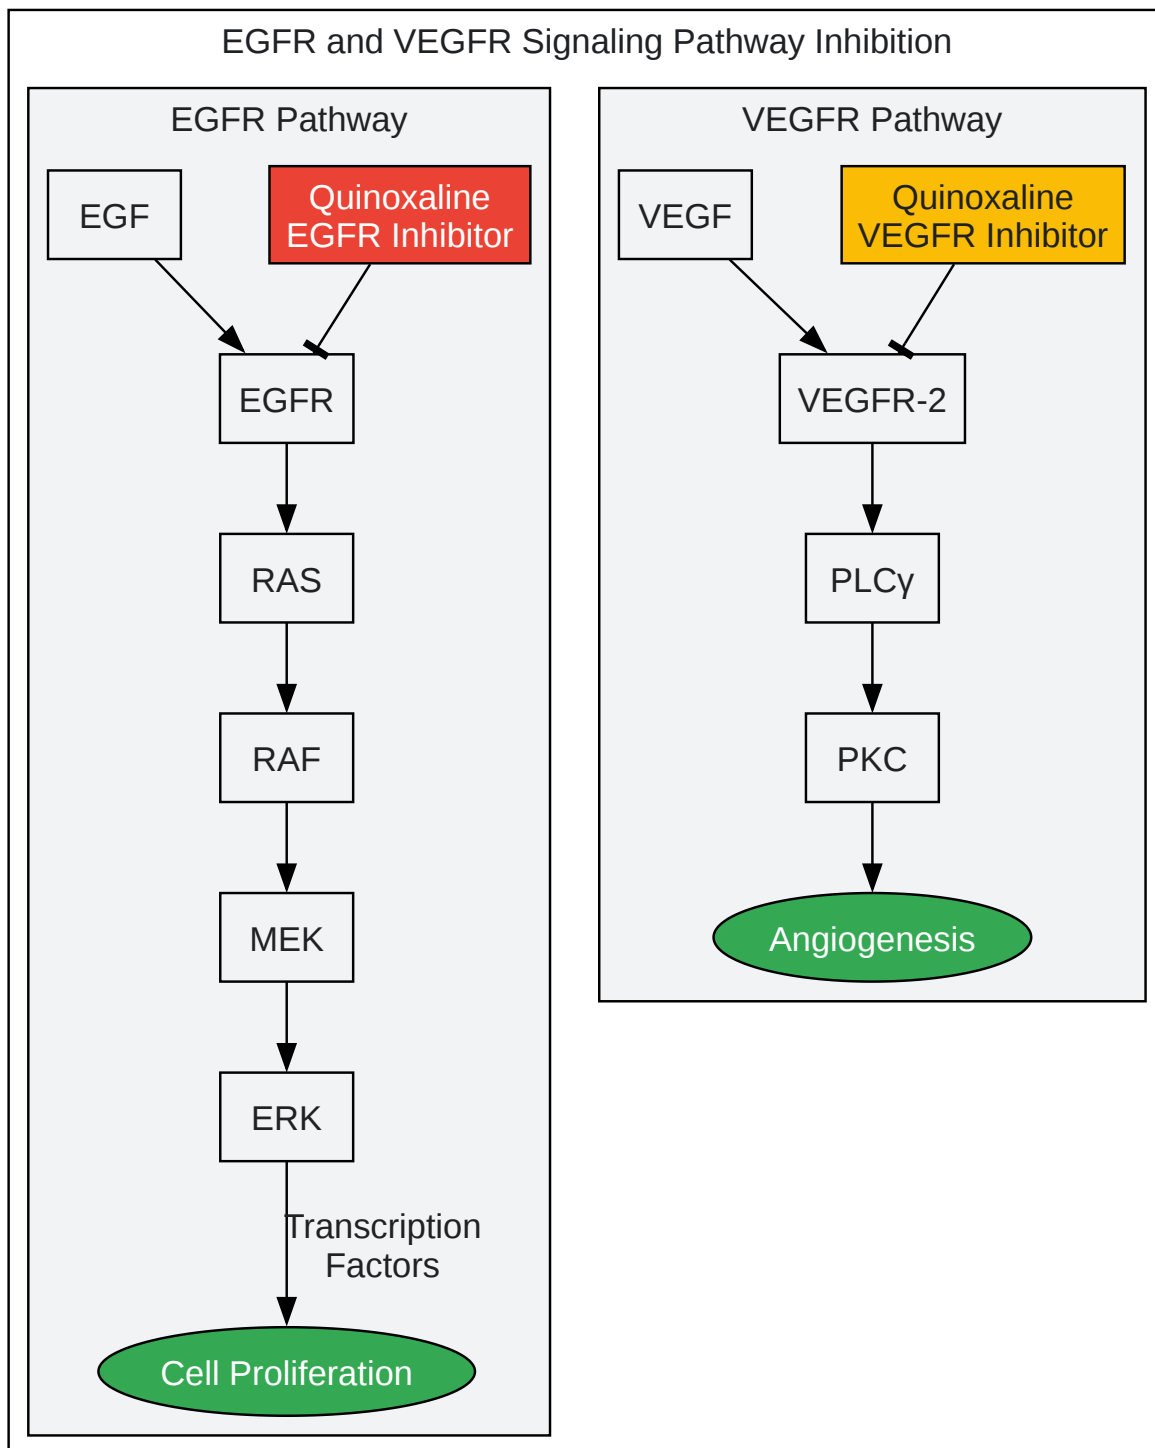 EGFR and VEGFR Signaling Pathway Inhibition
EGFR Pathway
EGF
Quinoxaline
EGFR Inhibitor
EGFR
RAS
RAF
MEK
ERK
Transcription
Factors
Cell Proliferation
VEGFR Pathway
VEGF
Quinoxaline
VEGFR Inhibitor
VEGFR-2
PLCγ
PKC
Angiogenesis